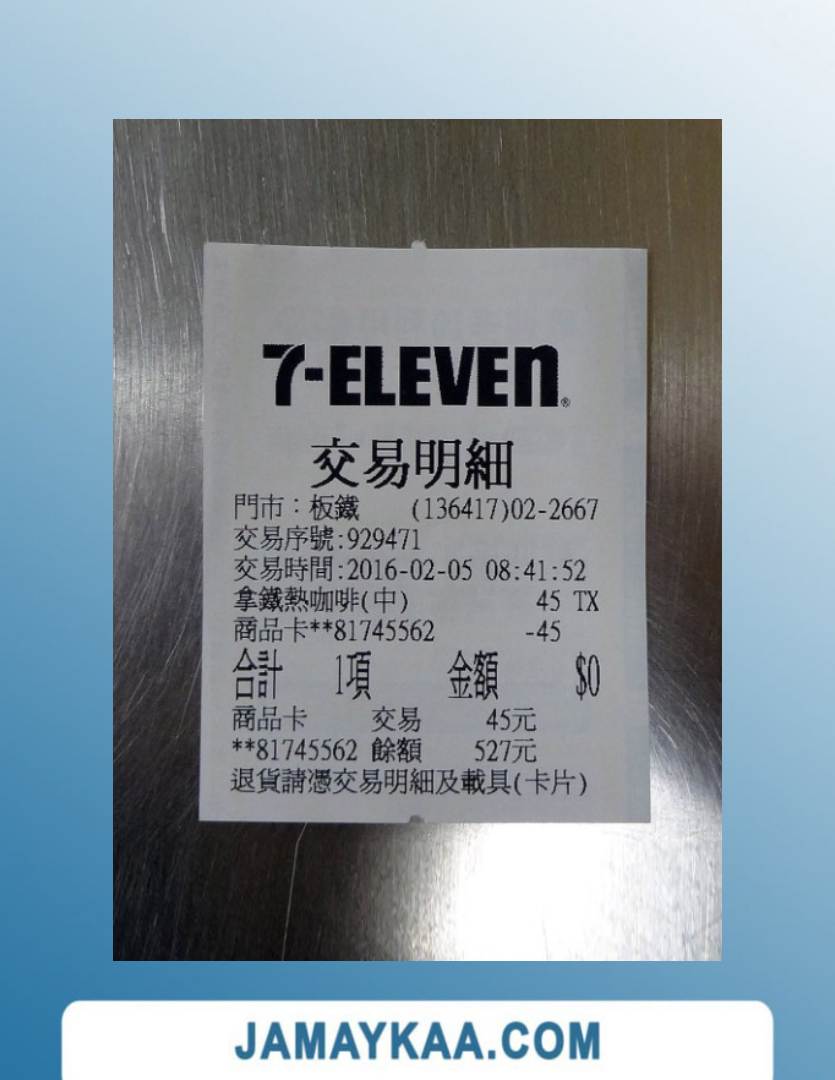 7-ELEVEn®
交易明細
門市：板鐵 (136417)02-2667
交易序號:929471
交易時間:2016-02-05 08:41:52
拿鐵熱咖啡(中) 45 TX
商品卡**81745562 -45
合計 1項 金額 $0
商品卡 交易 45元
**81745562 餘額 527元
退貨請憑交易明細及載具(卡片)
JAMAYKAA.COM